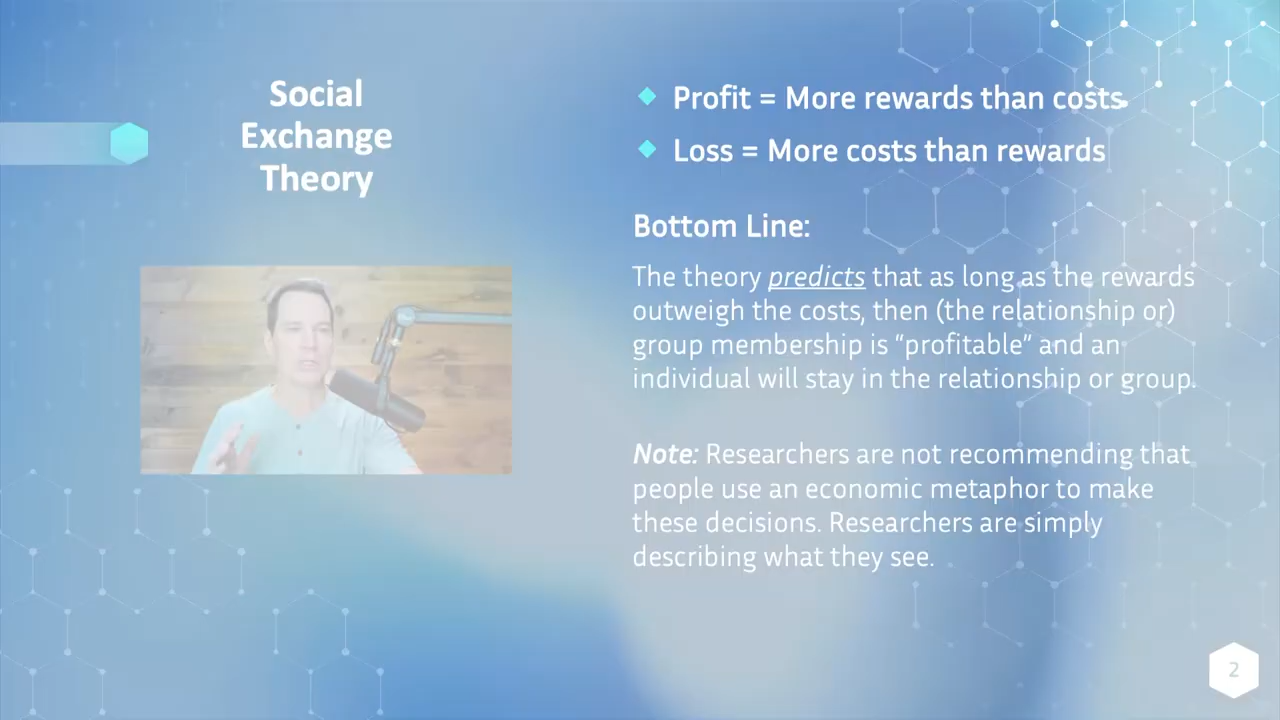 Social
Exchange
Theory
Profit = More rewards than costs
Loss = More costs than rewards
Bottom Line:
The theory predicts that as long as the rewards
outweigh the costs, then (the relationship or)
group membership is “profitable” and an
individual will stay in the relationship or group.
Note: Researchers are not recommending that
people use an economic metaphor to make
these decisions. Researchers are simply
describing what they see.
2